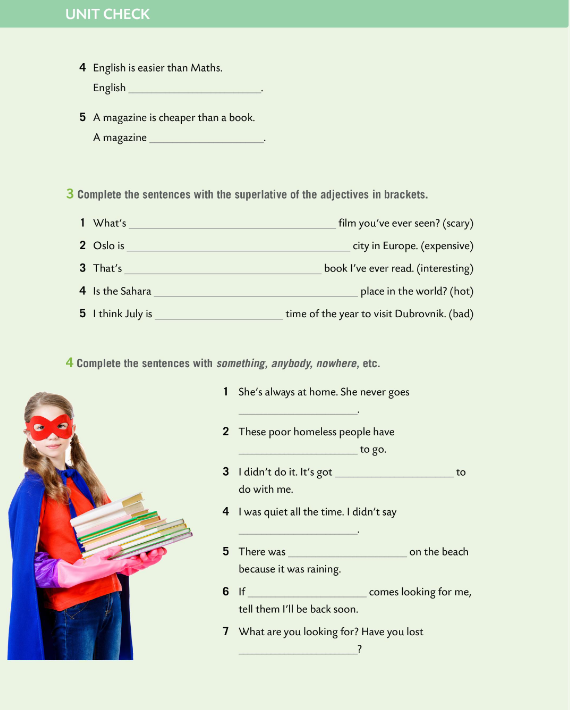 UNIT CHECK
4 English is easier than Maths.
English ____________________.
5 A magazine is cheaper than a book.
A magazine ____________________.
3 Complete the sentences with the superlative of the adjectives in brackets.
1 What's ____________________ film you've ever seen? (scary)
2 Oslo is ____________________ city in Europe. (expensive)
3 That's ____________________ book I've ever read. (interesting)
4 Is the Sahara ____________________ place in the world? (hot)
5 I think July is ____________________ time of the year to visit Dubrovnik. (bad)
4 Complete the sentences with something, anybody, nowhere, etc.
1 She's always at home. She never goes
____________________.
2 These poor homeless people have
____________________ to go.
3 I didn't do it. It's got ____________________ to
do with me.
4 I was quiet all the time. I didn't say
____________________.
5 There was ____________________ on the beach
because it was raining.
6 If ____________________ comes looking for me,
tell them I'll be back soon.
7 What are you looking for? Have you lost
____________________?